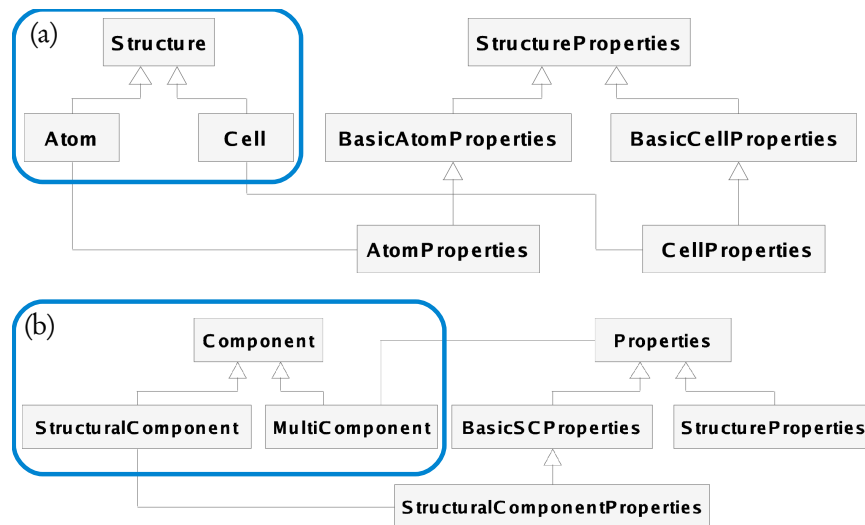 (a)
Structure
StructureProperties
Atom
Cell
BasicAtomProperties
BasicCellProperties
AtomProperties
CellProperties
(b)
Component
Properties
StructuralComponent
MultiComponent
BasicSCProperties
StructureProperties
StructuralComponentProperties